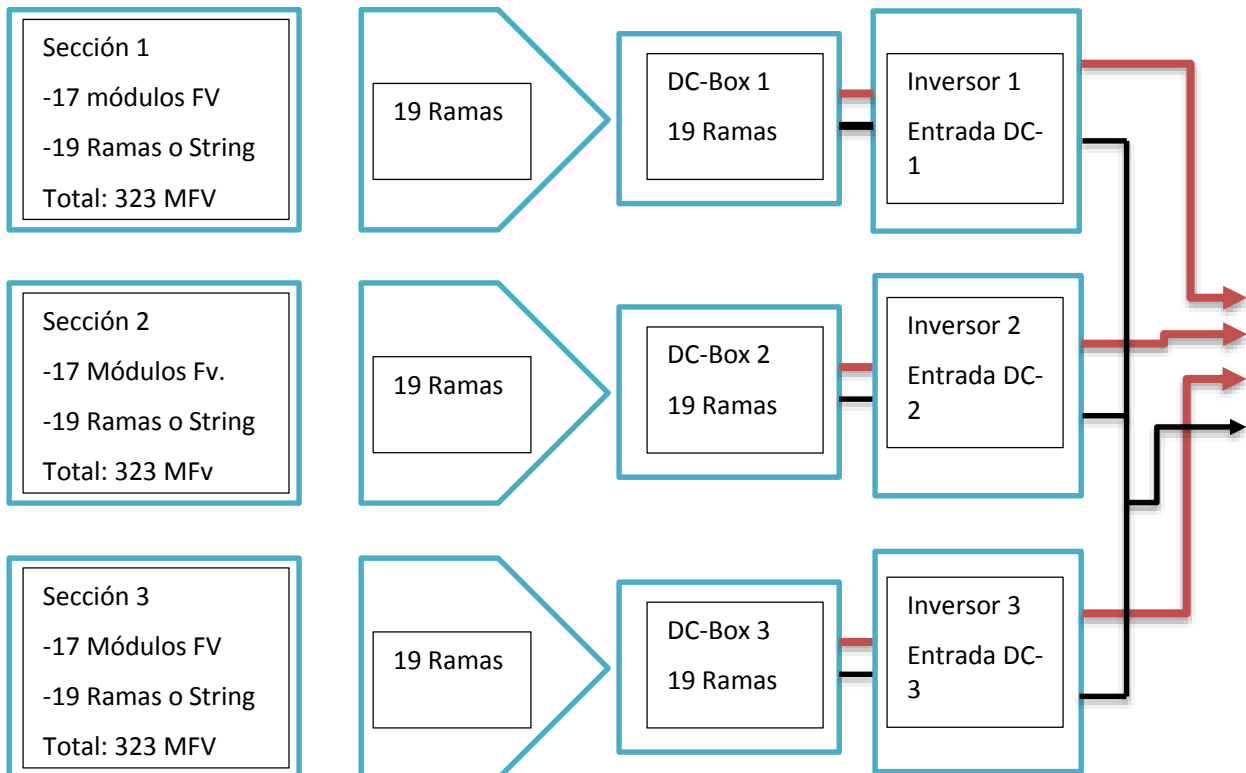 Sección 1
-17 módulos FV
-19 Ramas o String
Total: 323 MFV
19 Ramas
DC-Box 1
19 Ramas
Inversor 1
Entrada DC-
1
Sección 2
-17 Módulos Fv.
-19 Ramas o String
Total: 323 MFv
19 Ramas
DC-Box 2
19 Ramas
Inversor 2
Entrada DC-
2
Sección 3
-17 Módulos FV
-19 Ramas o String
Total: 323 MFV
19 Ramas
DC-Box 3
19 Ramas
Inversor 3
Entrada DC-
3